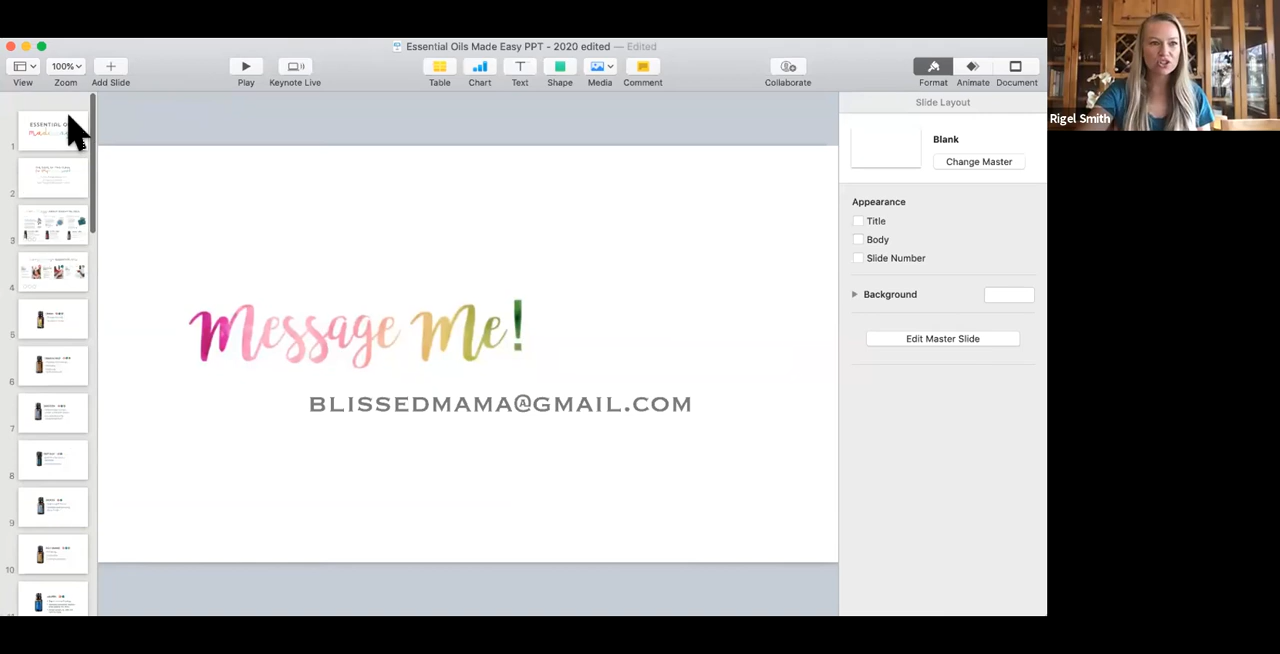 Essential Oils Made Easy PPT - 2020 edited — Edited
View
100%
Zoom
Add Slide
Play
Keynote Live
Table
Chart
Text
Shape
Media
Comment
Collaborate
Format
Animate
Document
Rigel Smith
Slide Layout
Blank
Change Master
Appearance
Title
Body
Slide Number
Background
Edit Master Slide
ESSENTIAL
1
2
3
4
5
6
7
8
9
10
Message Me!
BLISSEDMAMA@GMAIL.COM